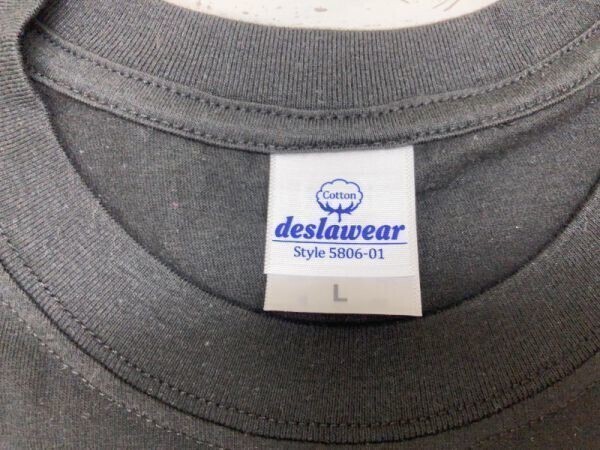 Cotton
deslawear
Style 5806-01
L